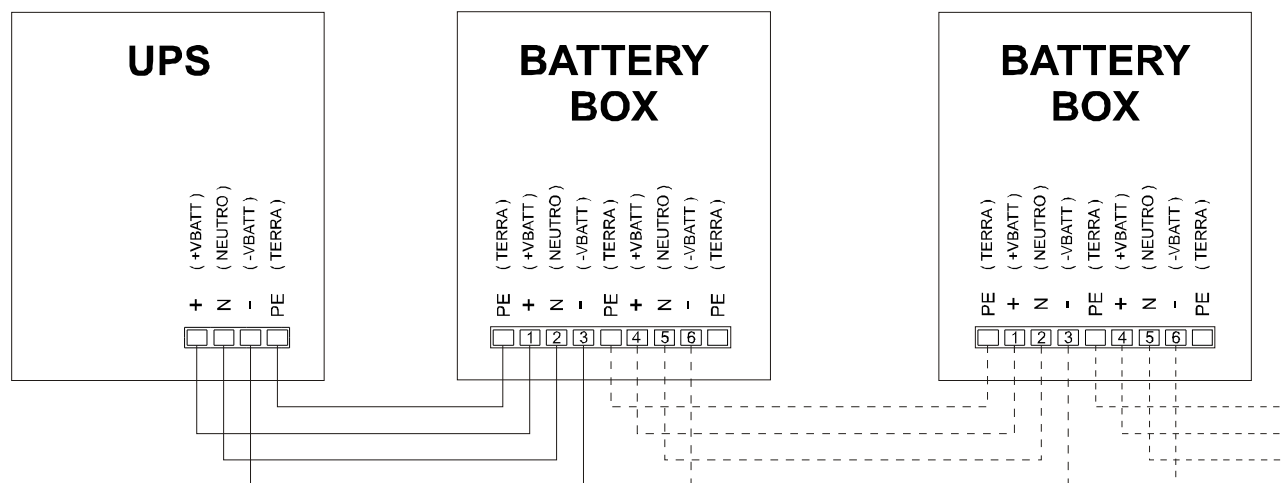 UPS
( +VBATT )
( NEUTRO )
( -VBATT )
( TERRA )
+
N
-
PE
BATTERY
BOX
( TERRA )
( +VBATT )
( NEUTRO )
( -VBATT )
( TERRA )
( +VBATT )
( NEUTRO )
( -VBATT )
( TERRA )
PE
+
N
-
PE
+
N
-
PE
1 2 3 4 5 6
BATTERY
BOX
( TERRA )
( +VBATT )
( NEUTRO )
( -VBATT )
( TERRA )
( +VBATT )
( NEUTRO )
( -VBATT )
( TERRA )
PE
+
N
-
PE
+
N
-
PE
1 2 3 4 5 6